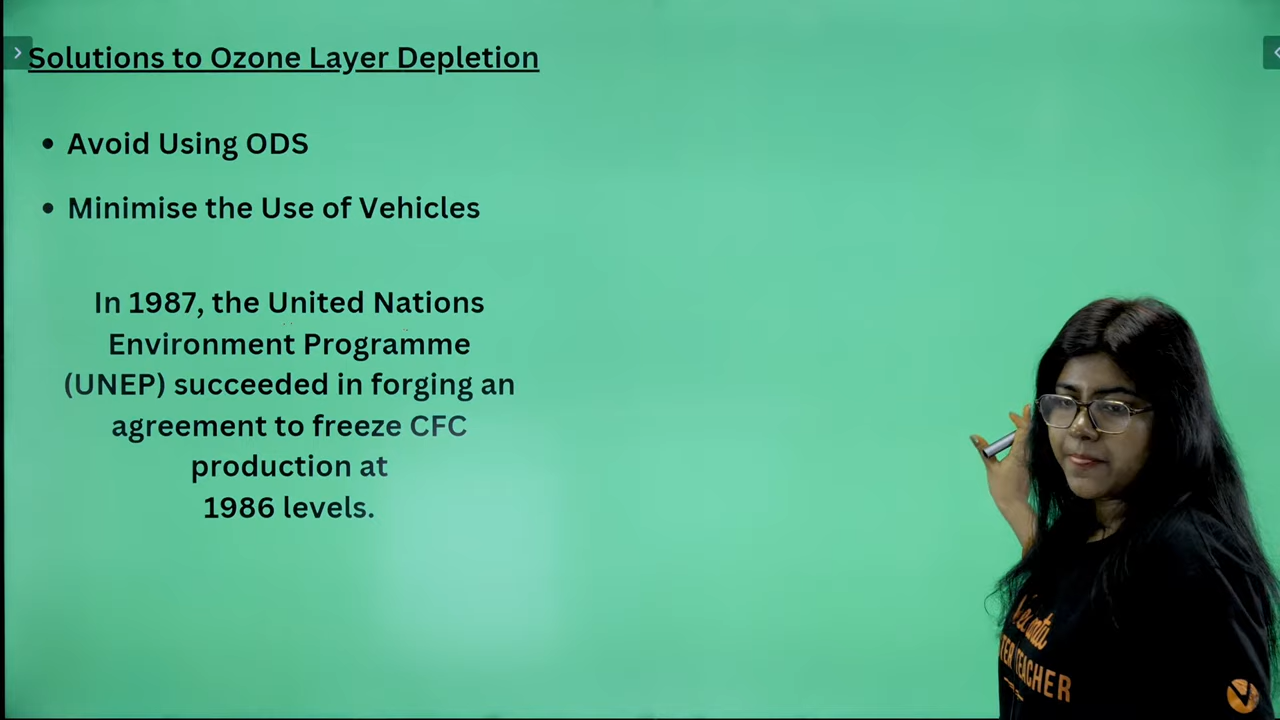 Solutions to Ozone Layer Depletion
• Avoid Using ODS
• Minimise the Use of Vehicles
In 1987, the United Nations
Environment Programme
(UNEP) succeeded in forging an
agreement to freeze CFC
production at
1986 levels.
TEACHER